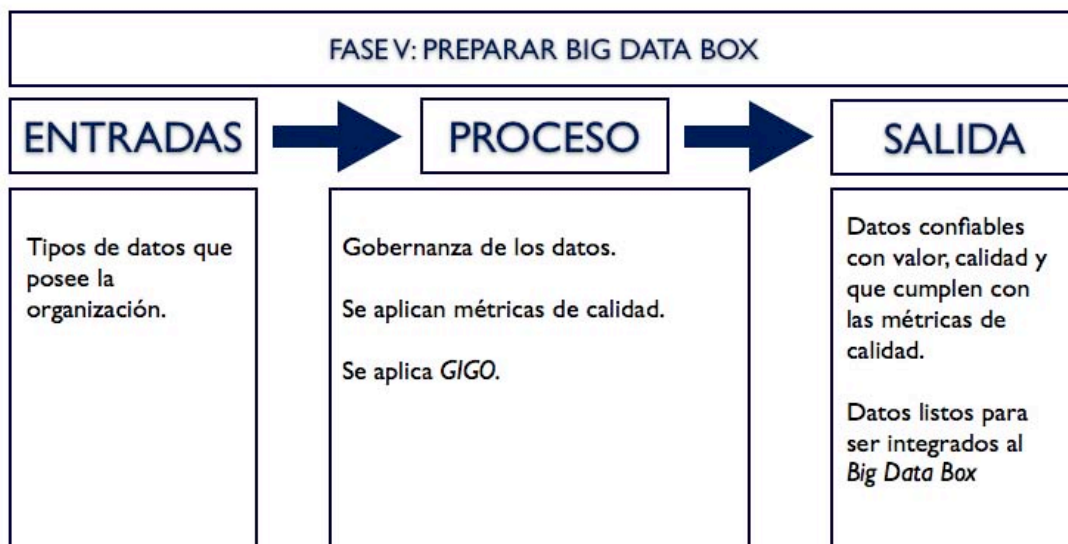 FASE V: PREPARAR BIG DATA BOX
ENTRADAS
PROCESO
SALIDA
Tipos de datos que
posee la
organización.
Gobernanza de los datos.
Se aplican métricas de calidad.
Se aplica GIGO.
Datos confiables
con valor, calidad y
que cumplen con
las métricas de
calidad.
Datos listos para
ser integrados al
Big Data Box